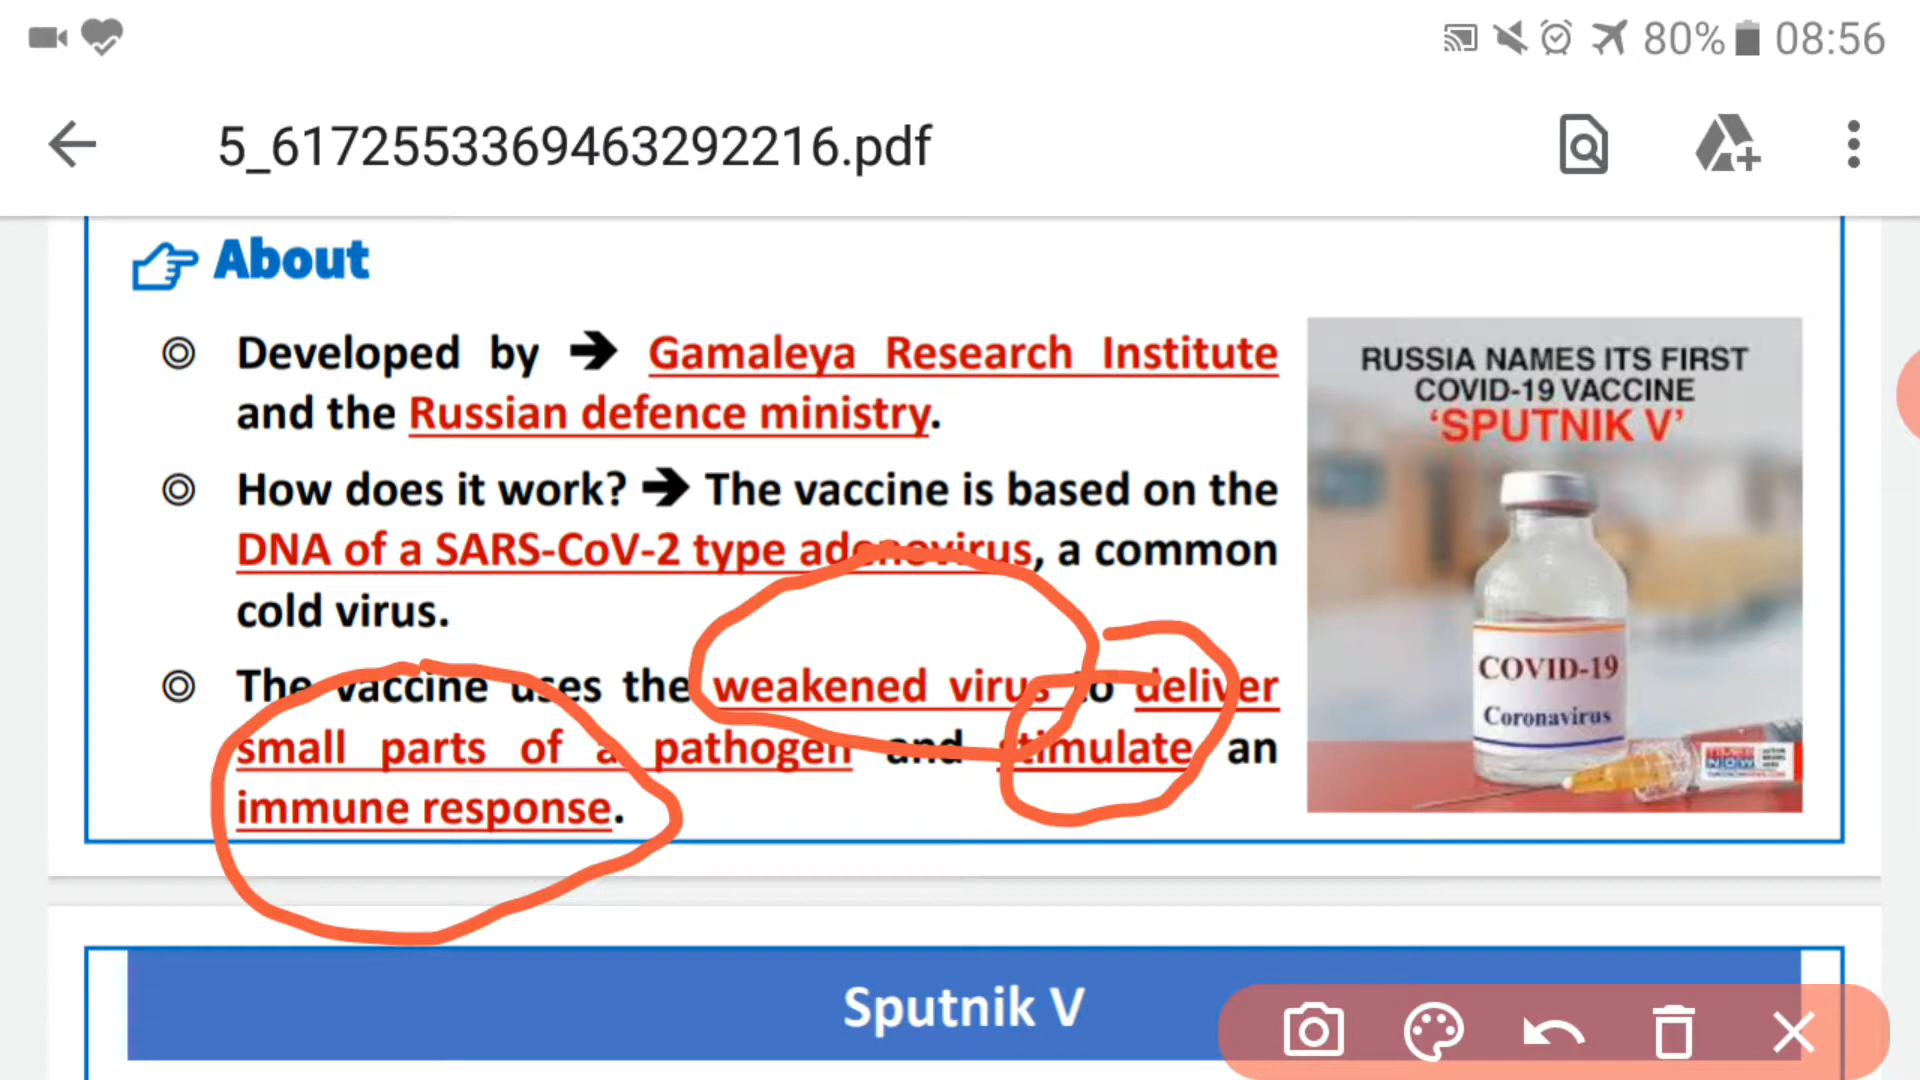 80% 08:56
5_6172553369463292216.pdf
About
Developed by ➔ Gamaleya Research Institute
and the Russian defence ministry.
How does it work? ➔ The vaccine is based on the
DNA of a SARS-CoV-2 type adenovirus, a common
cold virus.
The vaccine uses the weakened virus to deliver
small parts of a pathogen and stimulate an
immune response.
RUSSIA NAMES ITS FIRST
COVID-19 VACCINE
'SPUTNIK V'
COVID-19
Coronavirus
TIMES
NOW
Sputnik V